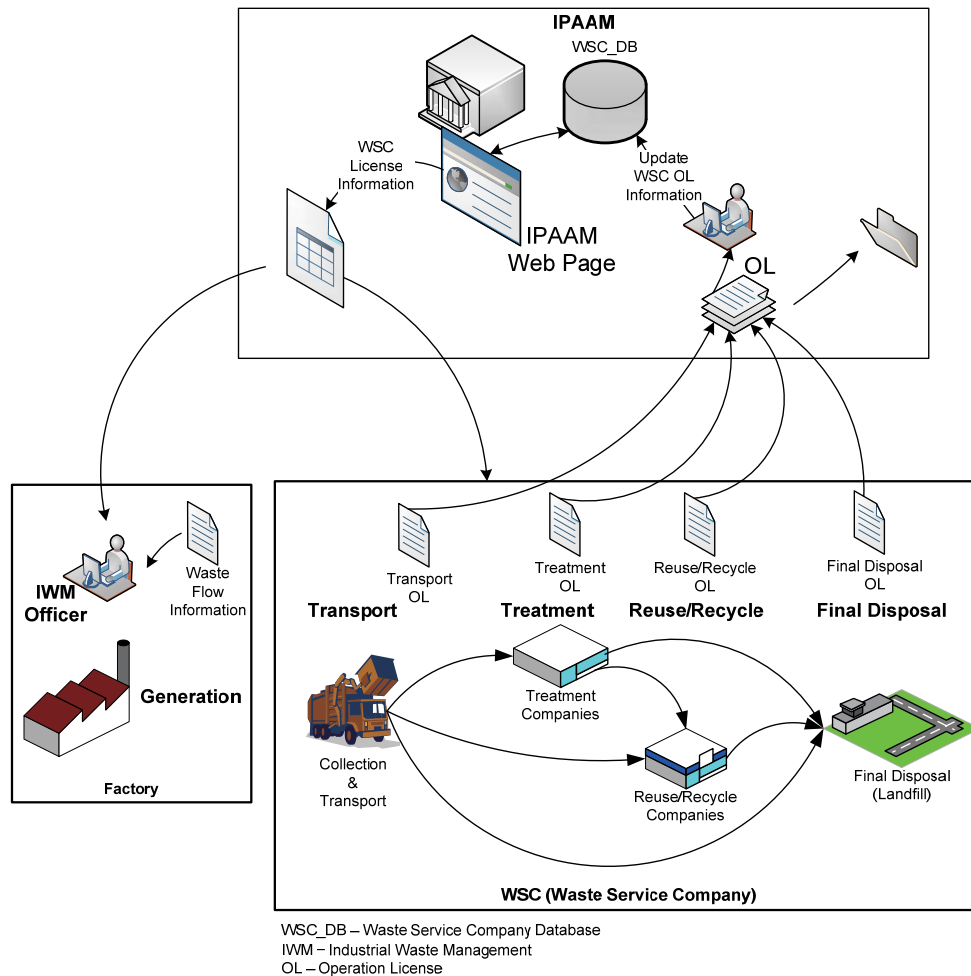 IPAAM
WSC_DB
WSC
License
Information
Update
WSC OL
Information
IPAAM
Web Page
OL
IWM
Officer
Waste
Flow
Information
Generation
Factory
Transport
OL
Treatment
OL
Reuse/Recycle
OL
Final Disposal
OL
Transport
Treatment
Reuse/Recycle
Final Disposal
Treatment
Companies
Collection
&
Transport
Reuse/Recycle
Companies
Final Disposal
(Landfill)
WSC (Waste Service Company)
WSC_DB – Waste Service Company Database
IWM – Industrial Waste Management
OL – Operation License